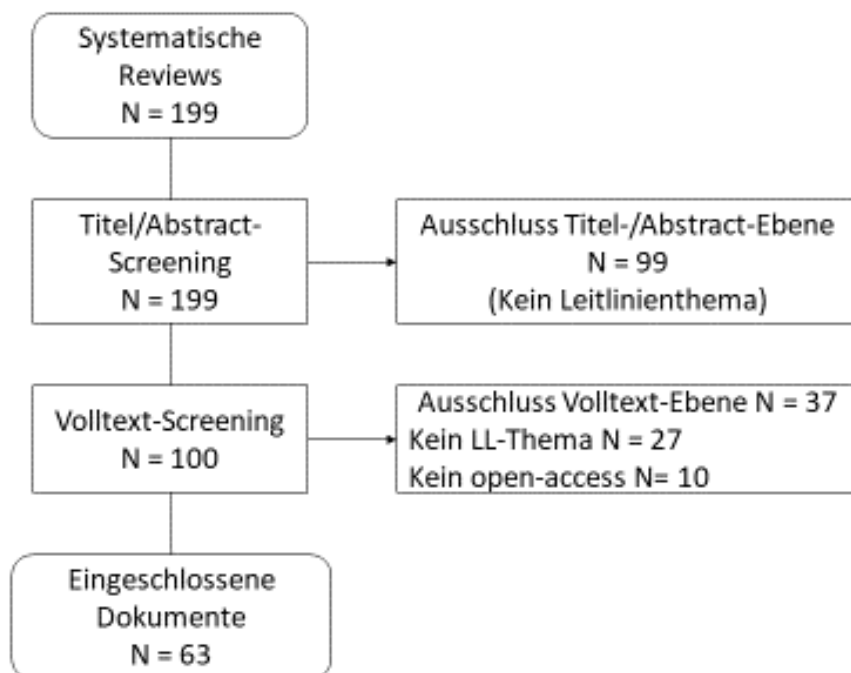 Systematische
Reviews
N = 199
Titel/Abstract-
Screening
N = 199
Ausschluss Titel-/Abstract-Ebene
N = 99
(Kein Leitlinienthema)
Volltext-Screening
N = 100
Ausschluss Volltext-Ebene N = 37
Kein LL-Thema N = 27
Kein open-access N= 10
Eingeschlossene
Dokumente
N = 63